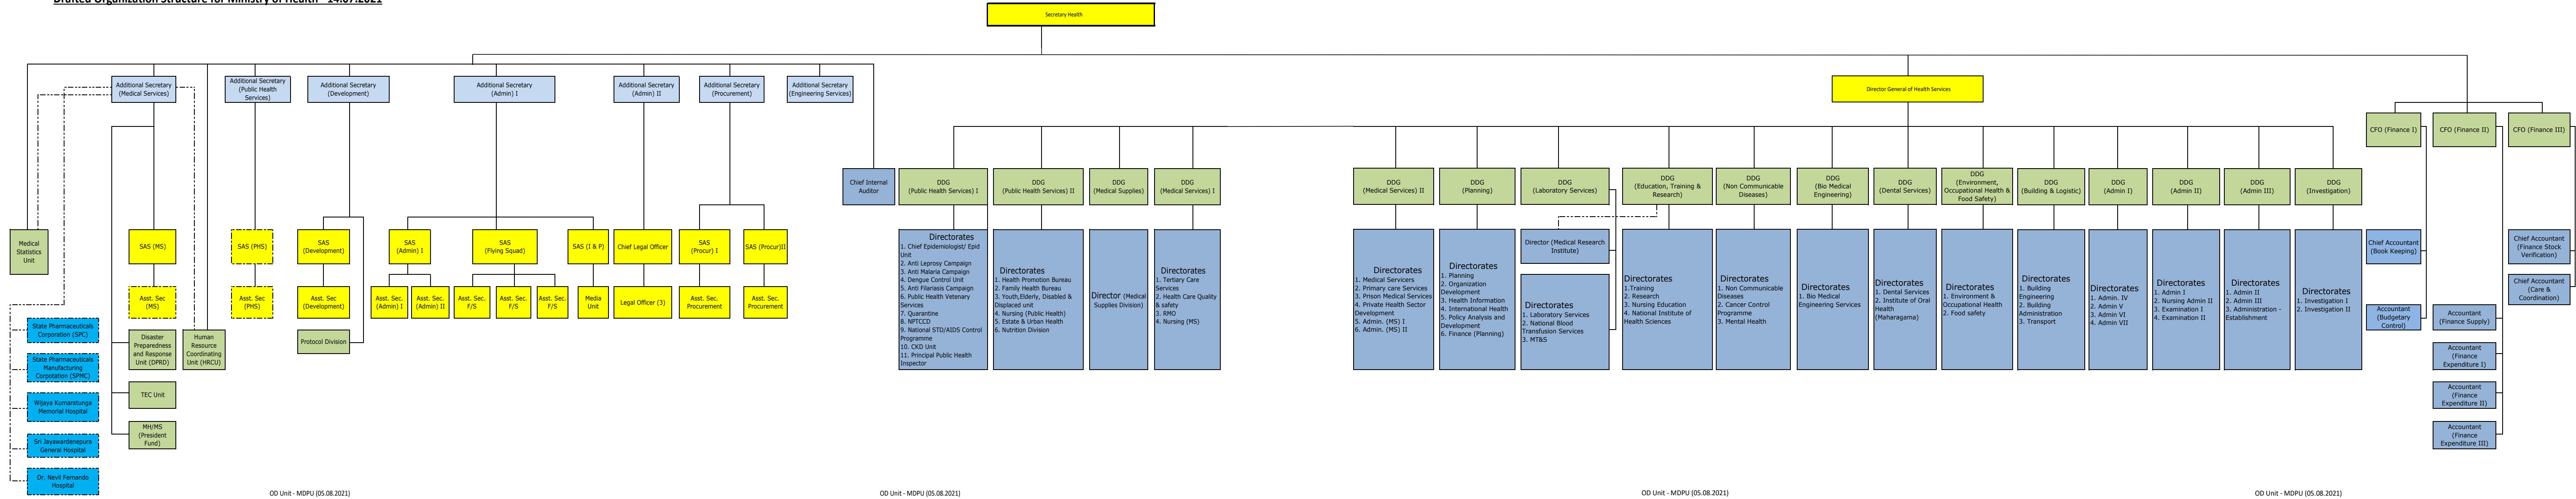 Drafted Organization Structure for Ministry of Health - 14.07.2021
Secretary Health
Additional Secretary
(Medical Services)
Additional Secretary
(Public Health
Services)
Additional Secretary
(Development)
Additional Secretary
(Admin) I
Additional Secretary
(Admin) II
Additional Secretary
(Procurement)
Additional Secretary
(Engineering Services)
Director General of Health Services
CFO (Finance I)
CFO (Finance II)
CFO (Finance III)
Chief Internal
Auditor
DDG
(Public Health Services) I
DDG
(Public Health Services) II
DDG
(Medical Supplies)
DDG
(Medical Services) I
DDG
(Medical Services) II
DDG
(Planning)
DDG
(Laboratory Services)
DDG
(Education, Training &
Research)
DDG
(Non Communicable
Diseases)
DDG
(Bio Medical
Engineering)
DDG
(Dental Services)
DDG
(Environment,
Occupational Health &
Food Safety)
DDG
(Building & Logistic)
DDG
(Admin I)
DDG
(Admin II)
DDG
(Admin III)
DDG
(Investigation)
Medical
Statistics
Unit
SAS (MS)
SAS (PHS)
SAS
(Development)
SAS
(Admin) I
SAS
(Flying Squad)
SAS (I & P)
Chief Legal Officer
SAS
(Procur) I
SAS (Procur)II
Asst. Sec
(MS)
Asst. Sec
(PHS)
Asst. Sec
(Development)
Asst. Sec.
(Admin) I
Asst. Sec.
(Admin) II
Asst. Sec.
F/S
Asst. Sec.
F/S
Asst. Sec.
F/S
Media
Unit
Legal Officer (3)
Asst. Sec.
Procurement
Asst. Sec.
Procurement
State Pharmaceuticals
Corporation (SPC)
State Pharmaceuticals
Manufacturing
Corpotation (SPMC)
Wijaya Kumaratunga
Memorial Hospital
Sri Jayawardenepura
General Hospital
Dr. Nevil Fernando
Hospital
Disaster
Preparedness
and Response
Unit (DPRD)
Human
Resource
Coordinating
Unit (HRCU)
TEC Unit
MH/MS
(President
Fund)
Protocol Division
Directorates
1. Chief Epidemiologist/ Epid
Unit
2. Anti Leprosy Campaign
3. Anti Malaria Campaign
4. Dengue Control Unit
5. Anti Filariasis Campaign
6. Public Health Vetenary
Services
7. Quarantine
8. NPTCCD
9. National STD/AIDS Control
Programme
10. CKD Unit
11. Principal Public Health
Inspector
Directorates
1. Health Promotion Bureau
2. Family Health Bureau
3. Youth,Elderly, Disabled &
Displaced unit
4. Nursing (Public Health)
5. Estate & Urban Health
6. Nutrition Division
Director (Medical
Supplies Division)
Directorates
1. Tertiary Care
Services
2. Health Care Quality
& safety
3. RMO
4. Nursing (MS)
Directorates
1. Medical Servicers
2. Primary care Services
3. Prison Medical Services
4. Private Health Sector
Development
5. Admin. (MS) I
6. Admin. (MS) II
Directorates
1. Planning
2. Organization
Development
3. Health Information
4. International Health
5. Policy Analysis and
Development
6. Finance (Planning)
Director (Medical Research
Institute)
Directorates
1. Laboratory Services
2. National Blood
Transfusion Services
3. MT&S
Directorates
1.Training
2. Research
3. Nursing Education
4. National Institute of
Health Sciences
Directorates
1. Non Communicable
Diseases
2. Cancer Control
Programme
3. Mental Health
Directorates
1. Bio Medical
Engineering Services
Directorates
1. Dental Services
2. Institute of Oral
Health
(Maharagama)
Directorates
1. Environment &
Occupational Health
2. Food safety
Directorates
1. Building
Engineering
2. Building
Administration
3. Transport
Directorates
1. Admin. IV
2. Admin V
3. Admin VI
4. Admin VII
Directorates
1. Admin I
2. Nursing Admin II
3. Examination I
4. Examination II
Directorates
1. Admin II
2. Admin III
3. Administration -
Establishment
Directorates
1. Investigation I
2. Investigation II
Chief Accountant
(Book Keeping)
Accountant
(Budgetary
Control)
Accountant
(Finance Supply)
Accountant
(Finance
Expenditure I)
Accountant
(Finance
Expenditure II)
Accountant
(Finance
Expenditure III)
Chief Accountant
(Finance Stock
Verification)
Chief Accountant
(Care &
Coordination)
OD Unit - MDPU (05.08.2021)
OD Unit - MDPU (05.08.2021)
OD Unit - MDPU (05.08.2021)
OD Unit - MDPU (05.08.2021)